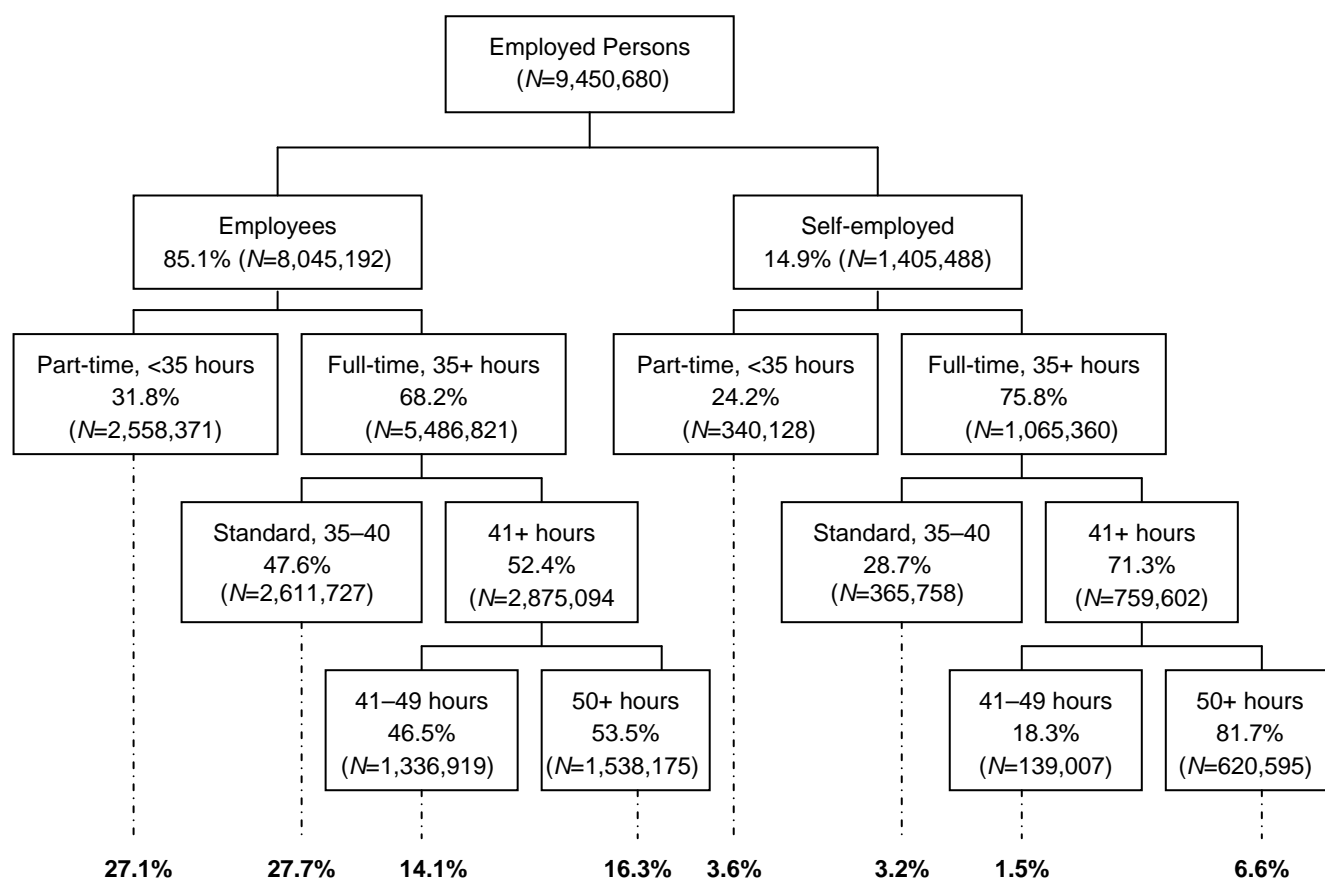 Employed Persons
(N=9,450,680)
Employees
85.1% (N=8,045,192)
Self-employed
14.9% (N=1,405,488)
Part-time, <35 hours
31.8%
(N=2,558,371)
Full-time, 35+ hours
68.2%
(N=5,486,821)
Part-time, <35 hours
24.2%
(N=340,128)
Full-time, 35+ hours
75.8%
(N=1,065,360)
Standard, 35–40
47.6%
(N=2,611,727)
41+ hours
52.4%
(N=2,875,094
Standard, 35–40
28.7%
(N=365,758)
41+ hours
71.3%
(N=759,602)
41–49 hours
46.5%
(N=1,336,919)
50+ hours
53.5%
(N=1,538,175)
41–49 hours
18.3%
(N=139,007)
50+ hours
81.7%
(N=620,595)
27.1% 27.7% 14.1% 16.3% 3.6% 3.2% 1.5% 6.6%